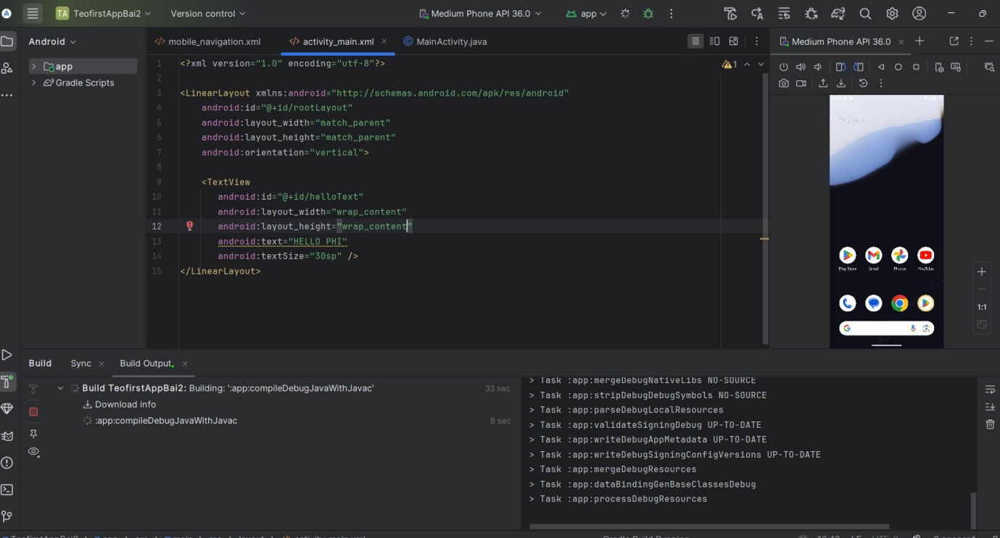 TA TeofirstAppBai2 Version control Medium Phone API 36.0 app
Android
mobile_navigation.xml activity_main.xml MainActivity.java
Medium Phone API 36.0
app
Gradle Scripts
1 <?xml version="1.0" encoding="utf-8"?>
2
3 <LinearLayout xmlns:android="http://schemas.android.com/apk/res/android"
4 android:id="@+id/rootLayout"
5 android:layout_width="match_parent"
6 android:layout_height="match_parent"
7 android:orientation="vertical">
8
9 <TextView
10 android:id="@+id/helloText"
11 android:layout_width="wrap_content"
12 android:layout_height="wrap_content"
13 android:text="HELLO PHI"
14 android:textSize="30sp" />
15 </LinearLayout>
1
Play Store Gmail Photos YouTube
1:1
Build Sync Build Output
Build TeofirstAppBai2: Building: ':app:compileDebugJavaWithJavac' 33 sec
Download info
:app:compileDebugJavaWithJavac 8 sec
> Task :app:mergeDebugNativeLibs NO-SOURCE
> Task :app:stripDebugDebugSymbols NO-SOURCE
> Task :app:parseDebugLocalResources
> Task :app:validateSigningDebug UP-TO-DATE
> Task :app:writeDebugAppMetadata UP-TO-DATE
> Task :app:writeDebugSigningConfigVersions UP-TO-DATE
> Task :app:mergeDebugResources
> Task :app:dataBindingGenBaseClassesDebug
> Task :app:processDebugResources